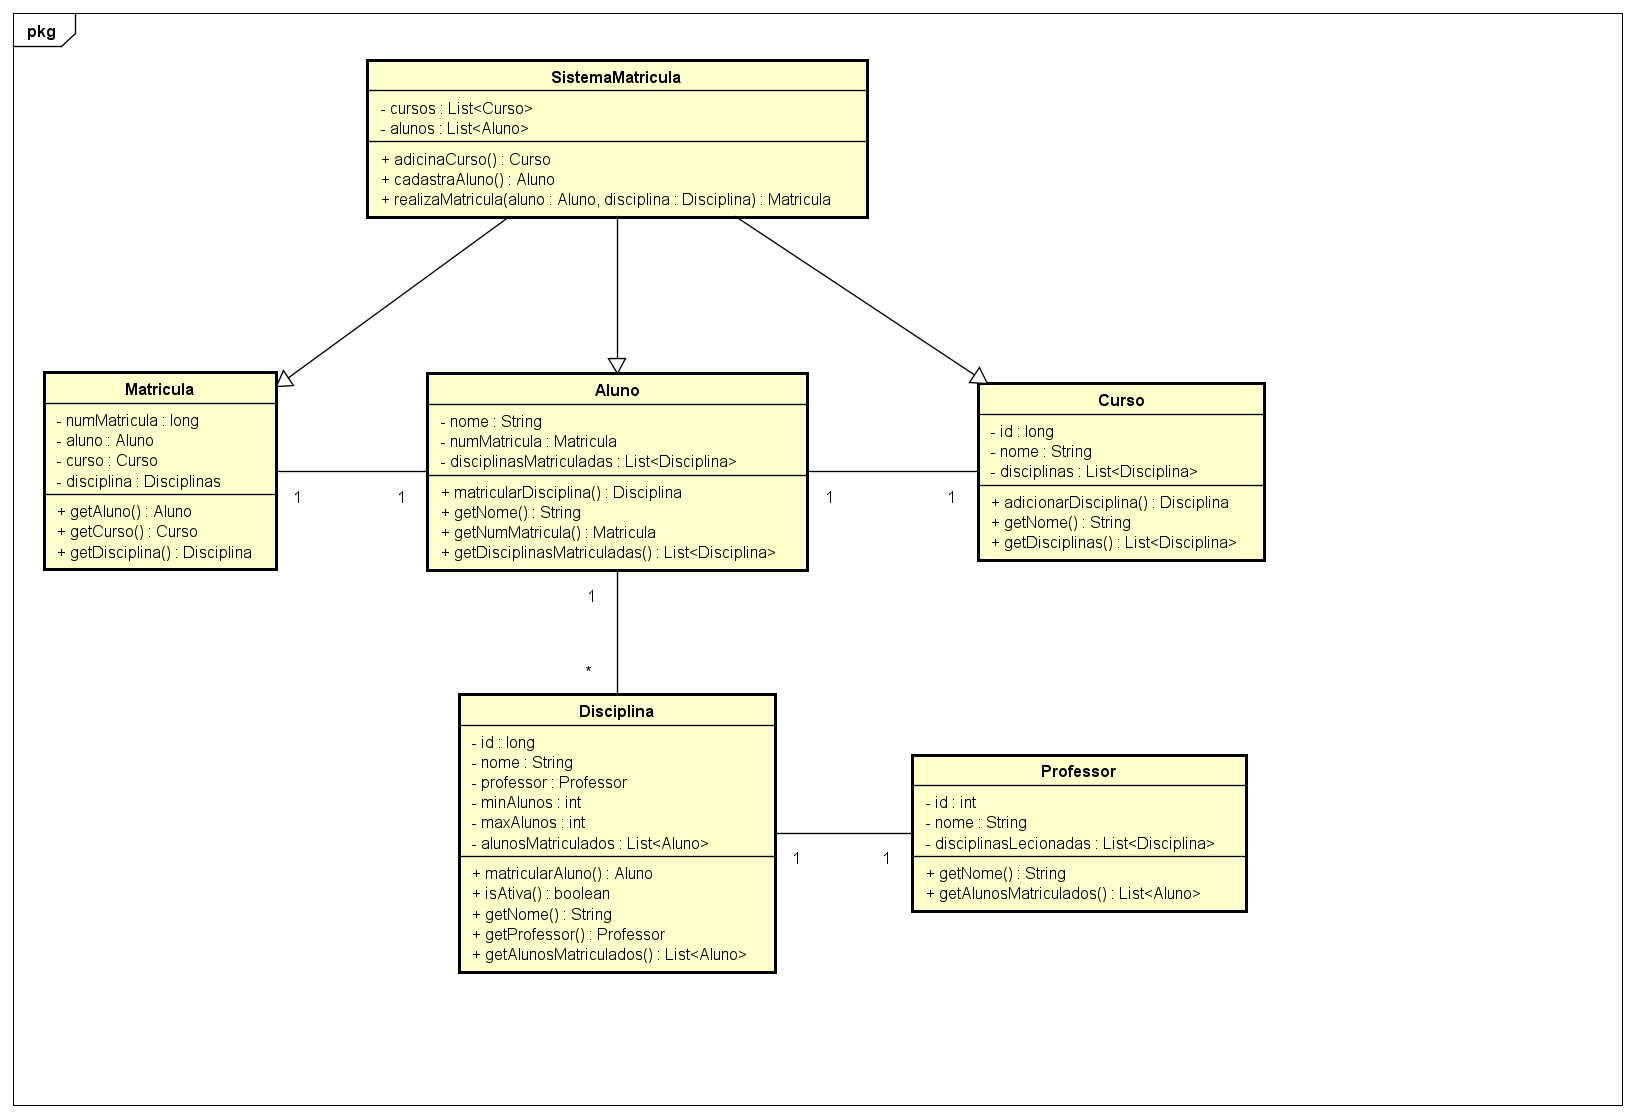 pkg
SistemaMatricula
- cursos : List<Curso>
- alunos : List<Aluno>
+ adicinaCurso() : Curso
+ cadastraAluno() : Aluno
+ realizaMatricula(aluno : Aluno, disciplina : Disciplina) : Matricula
Matricula
- numMatricula : long
- aluno : Aluno
- curso : Curso
- disciplina : Disciplinas
+ getAluno() : Aluno
+ getCurso() : Curso
+ getDisciplina() : Disciplina
1
1
Aluno
- nome : String
- numMatricula : Matricula
- disciplinasMatriculadas : List<Disciplina>
+ matricularDisciplina() : Disciplina
+ getNome() : String
+ getNumMatricula() : Matricula
+ getDisciplinasMatriculadas() : List<Disciplina>
1
1
Curso
- id : long
- nome : String
- disciplinas : List<Disciplina>
+ adicionarDisciplina() : Disciplina
+ getNome() : String
+ getDisciplinas() : List<Disciplina>
1
*
Disciplina
- id : long
- nome : String
- professor : Professor
- minAlunos : int
- maxAlunos : int
- alunosMatriculados : List<Aluno>
+ matricularAluno() : Aluno
+ isAtiva() : boolean
+ getNome() : String
+ getProfessor() : Professor
+ getAlunosMatriculados() : List<Aluno>
1
1
Professor
- id : int
- nome : String
- disciplinasLecionadas : List<Disciplina>
+ getNome() : String
+ getAlunosMatriculados() : List<Aluno>